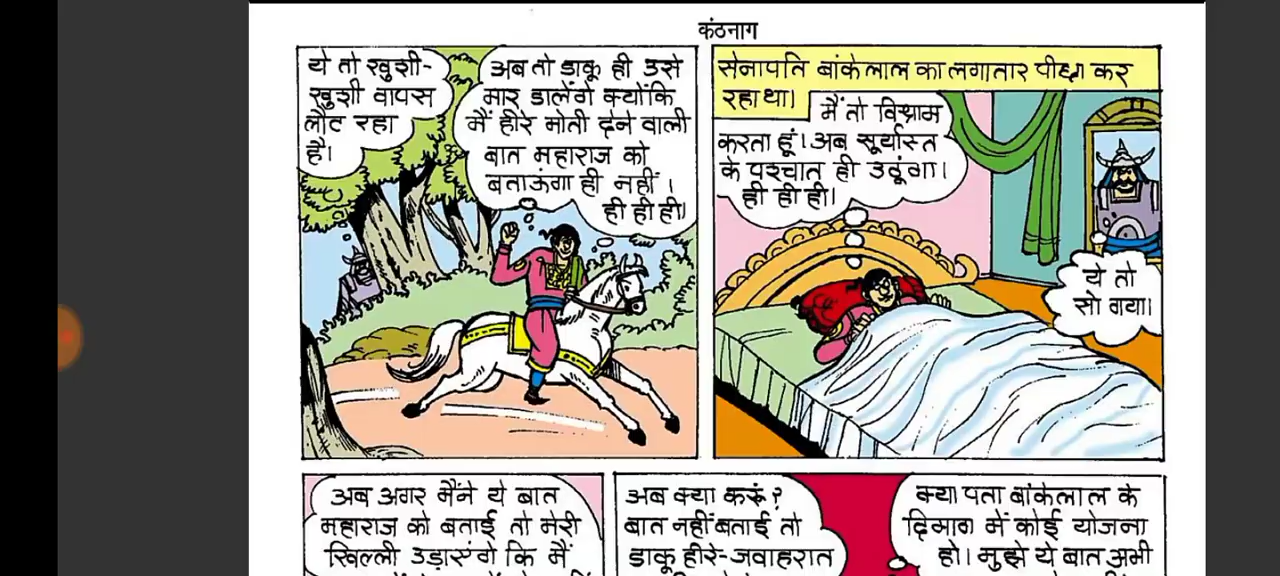 कंठनाग
ये तो खुशी-
खुशी वापस
लौट रहा
है।
अब तो डाकू ही उसे
मार डालेंगे क्योंकि
मैं हीरे मोती देने वाली
बात महाराज को
बताऊंगा ही नहीं।
ही ही ही।
सेनापति बांकेलाल का लगातार पीछा कर
रहा था।
मैं तो विश्राम
करता हूं। अब सूर्यास्त
के पश्चात ही उठूंगा।
ही ही ही।
ये तो
सो गया।
अब अगर मैंने ये बात
महाराज को बताई तो मेरी
खिल्ली उड़ाएंगे कि मैं
अब क्या करूं?
बात नहीं बताई तो
डाकू हीरे-जवाहरात
क्या पता बांकेलाल के
दिमाग में कोई योजना
हो। मुझे ये बात अभी